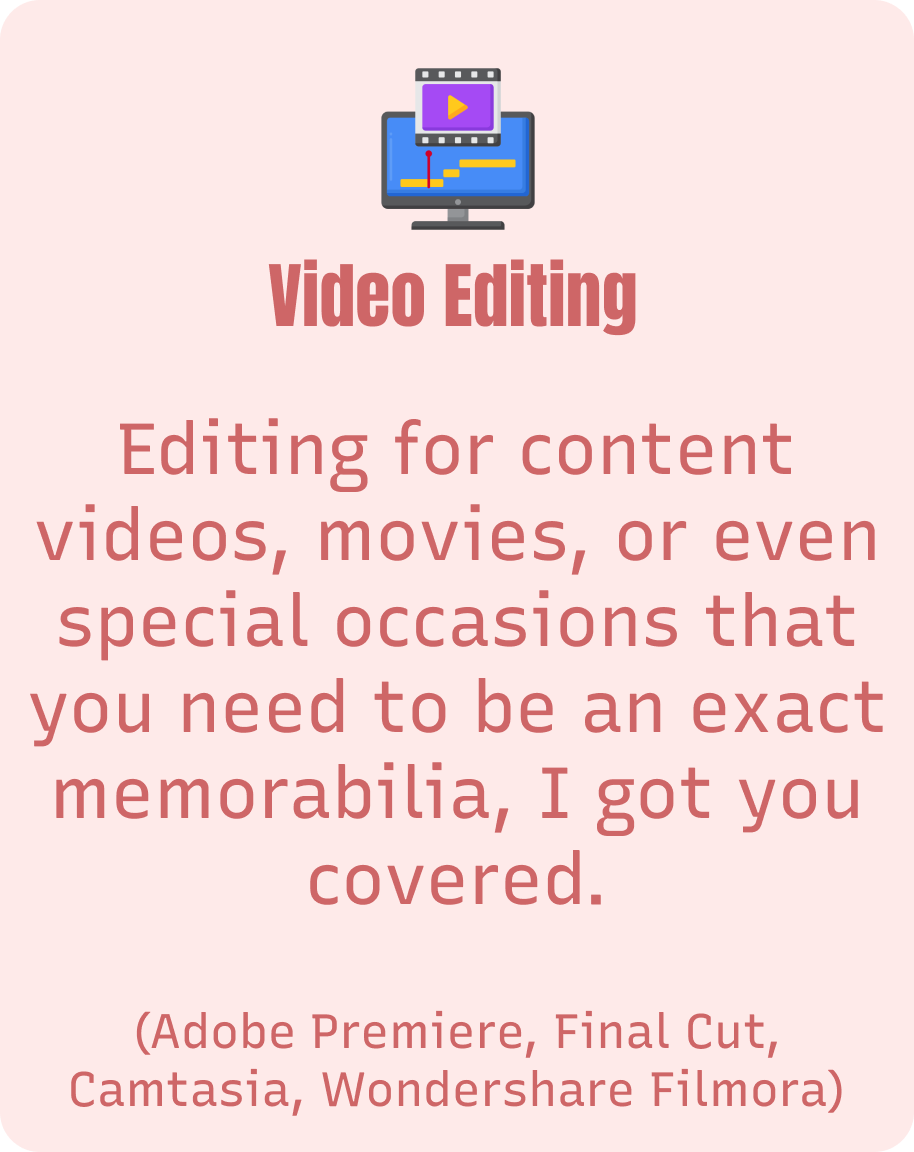 Video Editing
Editing for content
videos, movies, or even
special occasions that
you need to be an exact
memorabilia, I got you
covered.
(Adobe Premiere, Final Cut,
Camtasia, Wondershare Filmora)